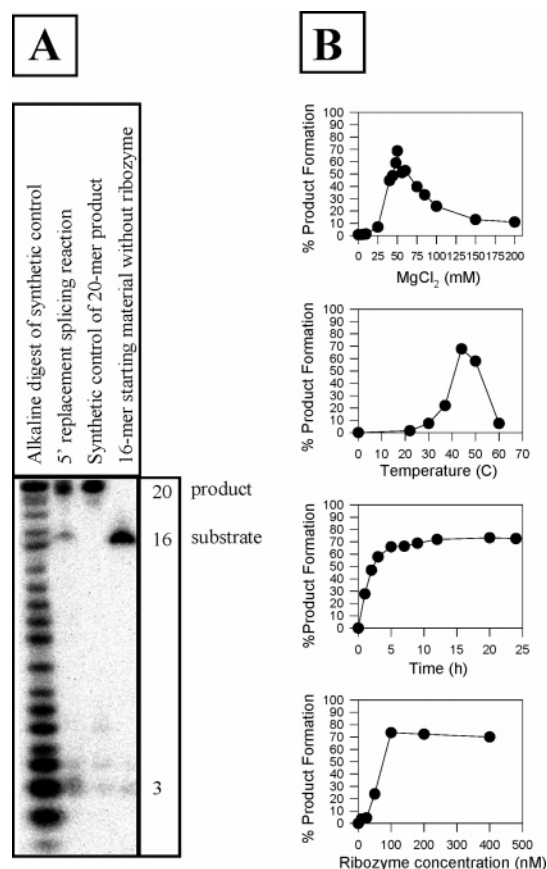 A
B
Alkaline digest of synthetic control
5' replacement splicing reaction
Synthetic control of 20-mer product
16-mer starting material without ribozyme
20 product
16 substrate
3
% Product Formation
100
90
80
70
60
50
40
30
20
10
0
0 25 50 75 100 125 150 175 200
MgCl2 (mM)
% Product Formation
100
90
80
70
60
50
40
30
20
10
0
0 10 20 30 40 50 60 70
Temperature (C)
%Product Formation
100
90
80
70
60
50
40
30
20
10
0
0 5 10 15 20 25
Time (h)
% Product Formation
100
90
80
70
60
50
40
30
20
10
0
0 100 200 300 400 500
Ribozyme concentration (nM)